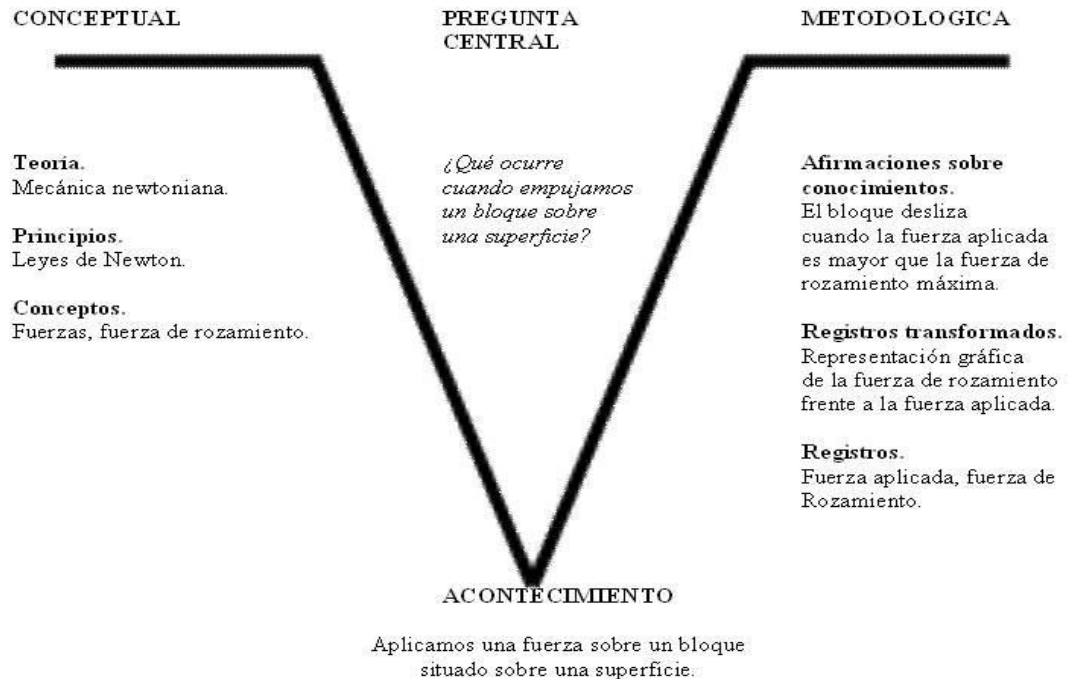 CONCEPTUAL
PREGUNTA
CENTRAL
METODOLOGICA
Teoría.
Mecánica newtoniana.
Principios.
Leyes de Newton.
Conceptos.
Fuerzas, fuerza de rozamiento.
¿Qué ocurre
cuando empujamos
un bloque sobre
una superficie?
Afirmaciones sobre
conocimientos.
El bloque desliza
cuando la fuerza aplicada
es mayor que la fuerza de
rozamiento máxima.
Registros transformados.
Representación gráfica
de la fuerza de rozamiento
frente a la fuerza aplicada.
Registros.
Fuerza aplicada, fuerza de
Rozamiento.
ACONTECIMIENTO
Aplicamos una fuerza sobre un bloque
situado sobre una superfície.